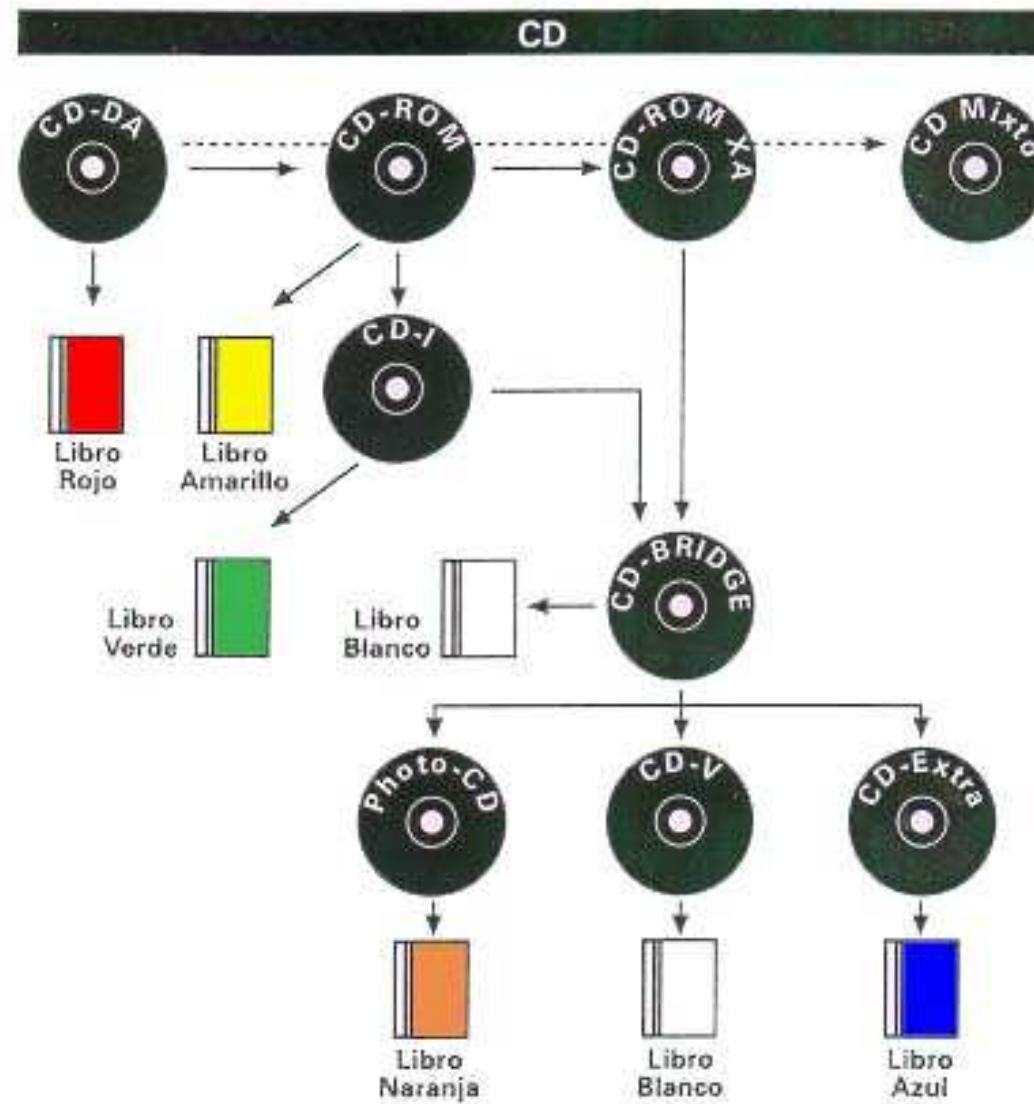 CD
CD-DA
CD-ROM
CD-ROM XA
CD Mixto
CD-I
Libro
Rojo
Libro
Amarillo
CD-BRIDGE
Libro
Verde
Libro
Blanco
Photo-CD
CD-V
CD-Extra
Libro
Naranja
Libro
Blanco
Libro
Azul